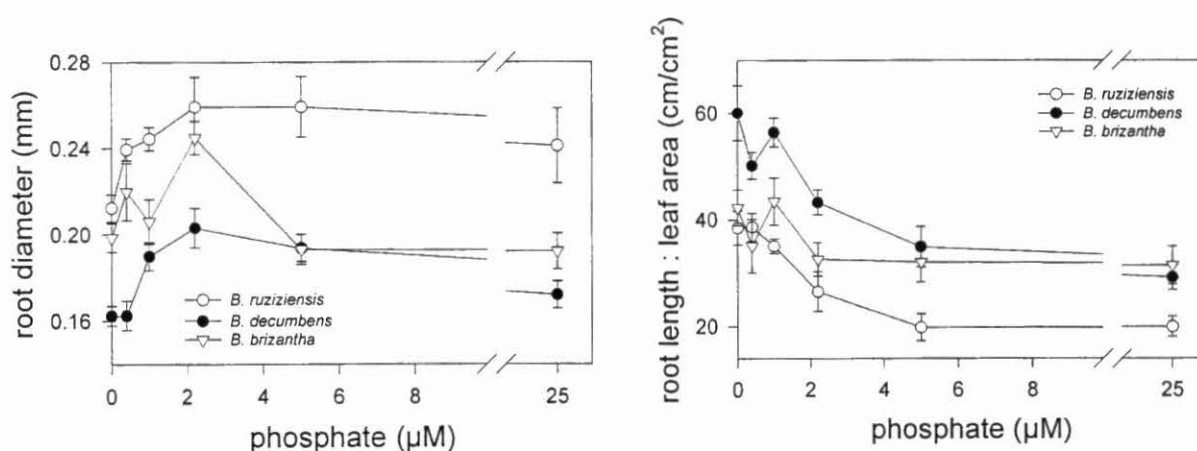 root diameter (mm)
0.28
0.24
0.20
0.16
B. ruziziensis
B. decumbens
B. brizantha
0 2 4 6 8 10 25
phosphate (µM)
root length : leaf area (cm/cm²)
60
40
20
B. ruziziensis
B. decumbens
B. brizantha
0 2 4 6 8 10 25
phosphate (µM)